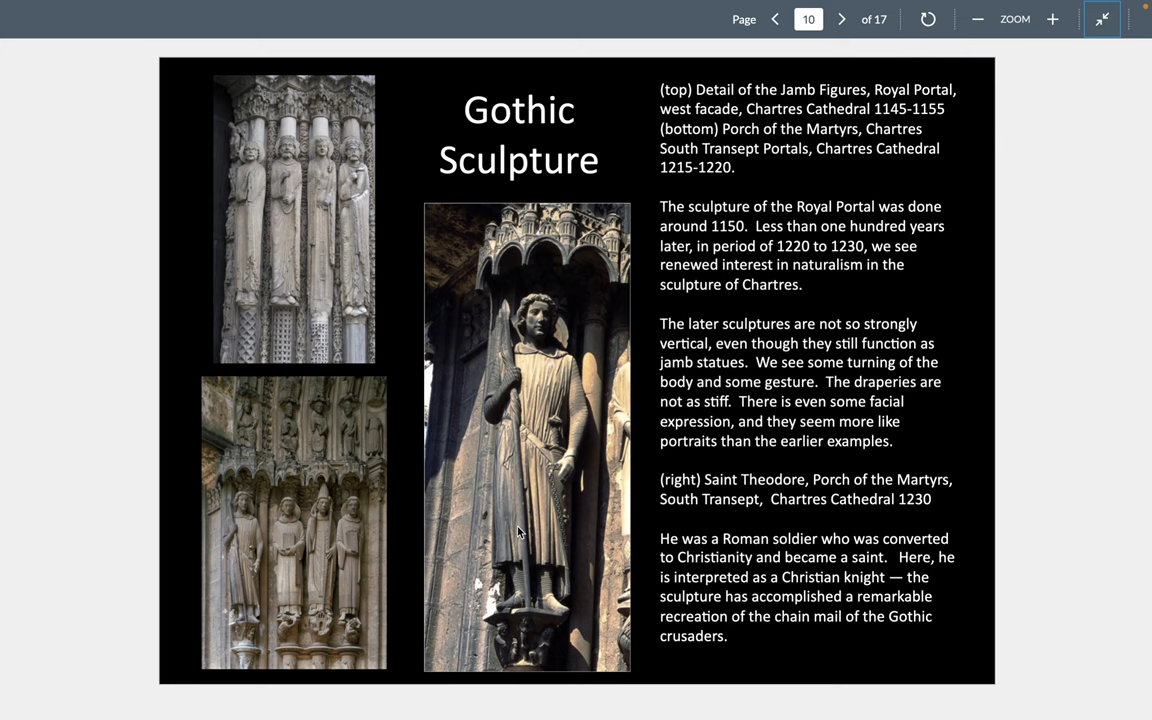 Page 10 of 17 ZOOM
Gothic
Sculpture
(top) Detail of the Jamb Figures, Royal Portal,
west facade, Chartres Cathedral 1145-1155
(bottom) Porch of the Martyrs, Chartres
South Transept Portals, Chartres Cathedral
1215-1220.
The sculpture of the Royal Portal was done
around 1150.  Less than one hundred years
later, in period of 1220 to 1230, we see
renewed interest in naturalism in the
sculpture of Chartres.
The later sculptures are not so strongly
vertical, even though they still function as
jamb statues.  We see some turning of the
body and some gesture.  The draperies are
not as stiff.  There is even some facial
expression, and they seem more like
portraits than the earlier examples.
(right) Saint Theodore, Porch of the Martyrs,
South Transept,  Chartres Cathedral 1230
He was a Roman soldier who was converted
to Christianity and became a saint.   Here, he
is interpreted as a Christian knight — the
sculpture has accomplished a remarkable
recreation of the chain mail of the Gothic
crusaders.